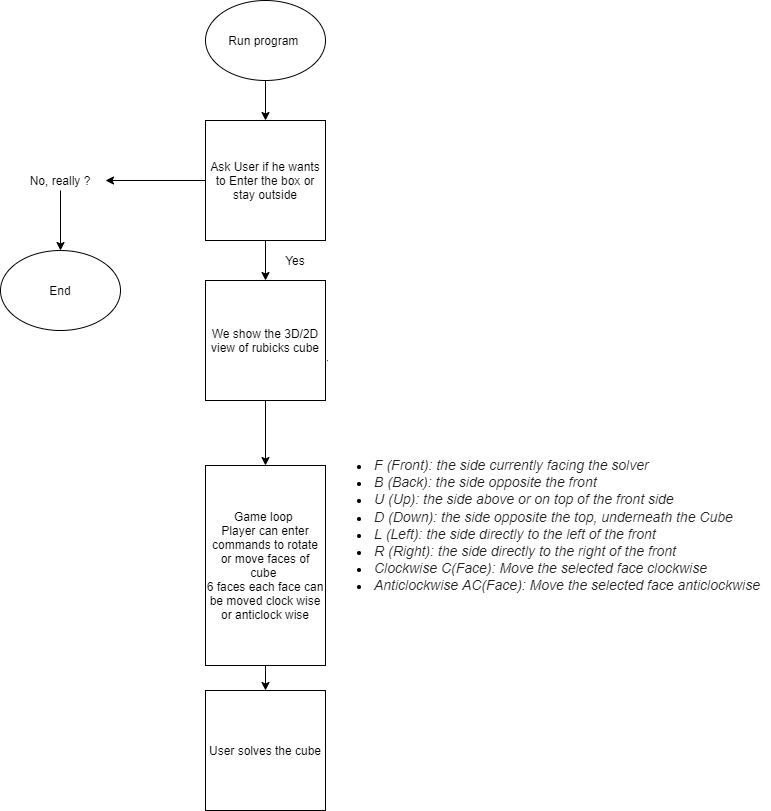 Run program
Ask User if he wants
to Enter the box or
stay outside
No, really ?
Yes
End
We show the 3D/2D
view of rubicks cube
.
Game loop
Player can enter
commands to rotate
or move faces of
cube
6 faces each face can
be moved clock wise
or anticlock wise
• F (Front): the side currently facing the solver
• B (Back): the side opposite the front
• U (Up): the side above or on top of the front side
• D (Down): the side opposite the top, underneath the Cube
• L (Left): the side directly to the left of the front
• R (Right): the side directly to the right of the front
• Clockwise C(Face): Move the selected face clockwise
• Anticlockwise AC(Face): Move the selected face anticlockwise
User solves the cube